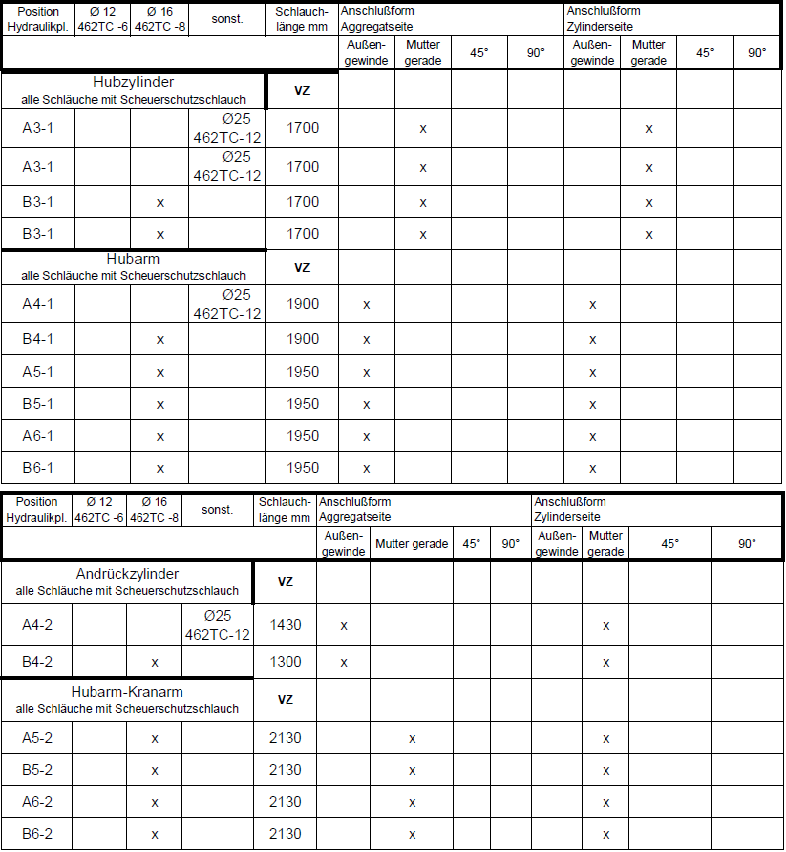 Position Ø 12 Ø 16 sonst. Schlauch- Anschlußform Anschlußform
Hydraulikpl. 462TC -6 462TC -8 länge mm Aggregatseite Zylinderseite
Außen- Mutter 45° 90° Außen- Mutter 45° 90°
gewinde gerade gewinde gerade
Hubzylinder VZ
alle Schläuche mit Scheuerschutzschlauch
A3-1 Ø25 462TC-12 1700 x x
A3-1 Ø25 462TC-12 1700 x x
B3-1 x 1700 x x
B3-1 x 1700 x x
Hubarm VZ
alle Schläuche mit Scheuerschutzschlauch
A4-1 Ø25 462TC-12 1900 x x
B4-1 x 1900 x x
A5-1 x 1950 x x
B5-1 x 1950 x x
A6-1 x 1950 x x
B6-1 x 1950 x x
Position Ø 12 Ø 16 sonst. Schlauch- Anschlußform Anschlußform
Hydraulikpl. 462TC -6 462TC -8 länge mm Aggregatseite Zylinderseite
Außen- Mutter gerade 45° 90° Außen- Mutter 45° 90°
gewinde gewinde gerade
Andrückzylinder VZ
alle Schläuche mit Scheuerschutzschlauch
A4-2 Ø25 462TC-12 1430 x x
B4-2 x 1300 x x
Hubarm-Kranarm VZ
alle Schläuche mit Scheuerschutzschlauch
A5-2 x 2130 x x
B5-2 x 2130 x x
A6-2 x 2130 x x
B6-2 x 2130 x x